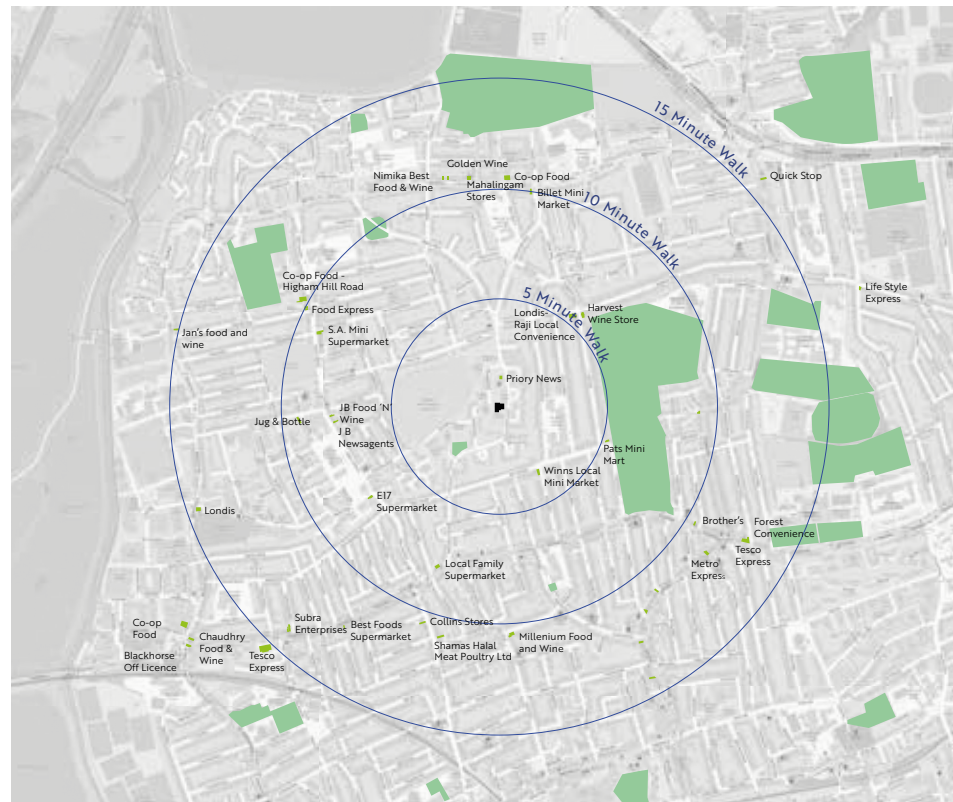 15 Minute Walk
Golden Wine
Nimika Best
Food & Wine
Mahalingam
Stores
Co-op Food
Quick Stop
Billet Mini
Market
10 Minute Walk
Co-op Food -
Higham Hill Road
Food Express
5 Minute Walk
Life Style
Express
Londis-
Raji Local
Convenience
Harvest
Wine Store
Jan's food and
wine
S.A. Mini
Supermarket
Priory News
JB Food 'N'
Wine
Jug & Bottle
J B
Newsagents
Pats Mini
Mart
Winns Local
Mini Market
E17
Supermarket
Londis
Brother's
Forest
Convenience
Tesco
Express
Metro
Express
Local Family
Supermarket
Co-op
Food
Subra
Enterprises
Best Foods
Supermarket
Collins Stores
Chaudhry
Food &
Wine
Shamas Halal
Meat Poultry Ltd
Millenium Food
and Wine
Blackhorse
Off Licence
Tesco
Express